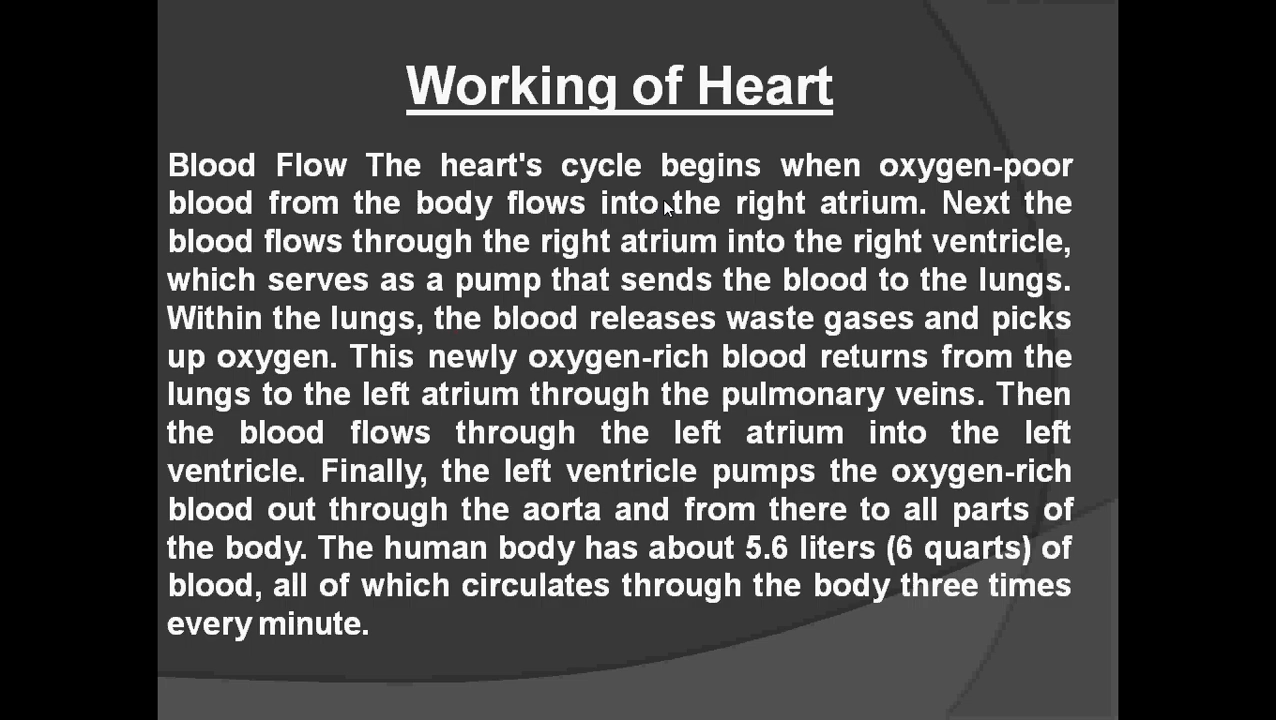 Working of Heart
Blood Flow The heart's cycle begins when oxygen-poor
blood from the body flows into the right atrium. Next the
blood flows through the right atrium into the right ventricle,
which serves as a pump that sends the blood to the lungs.
Within the lungs, the blood releases waste gases and picks
up oxygen. This newly oxygen-rich blood returns from the
lungs to the left atrium through the pulmonary veins. Then
the blood flows through the left atrium into the left
ventricle. Finally, the left ventricle pumps the oxygen-rich
blood out through the aorta and from there to all parts of
the body. The human body has about 5.6 liters (6 quarts) of
blood, all of which circulates through the body three times
every minute.